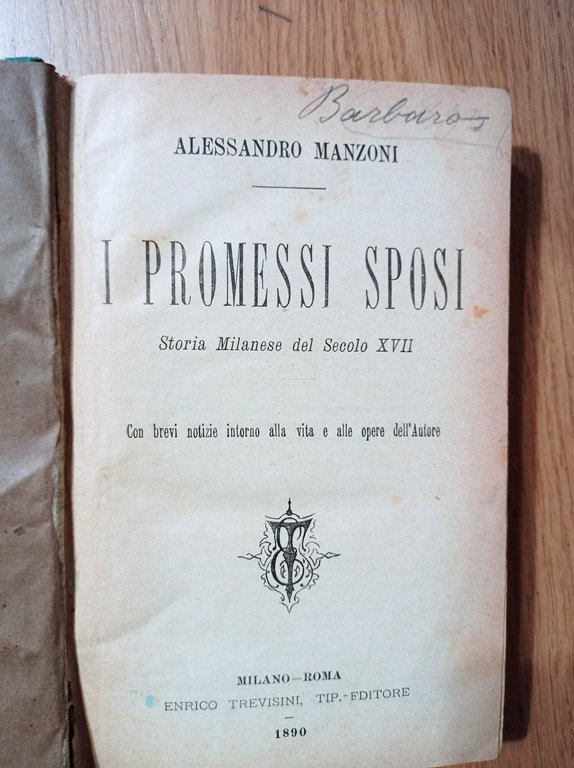 Barbaros
ALESSANDRO MANZONI
I PROMESSI SPOSI
Storia Milanese del Secolo XVII
Con brevi notizie intorno alla vita e alle opere dell'Autore
MILANO—ROMA
ENRICO TREVISINI, TIP.-EDITORE
1890